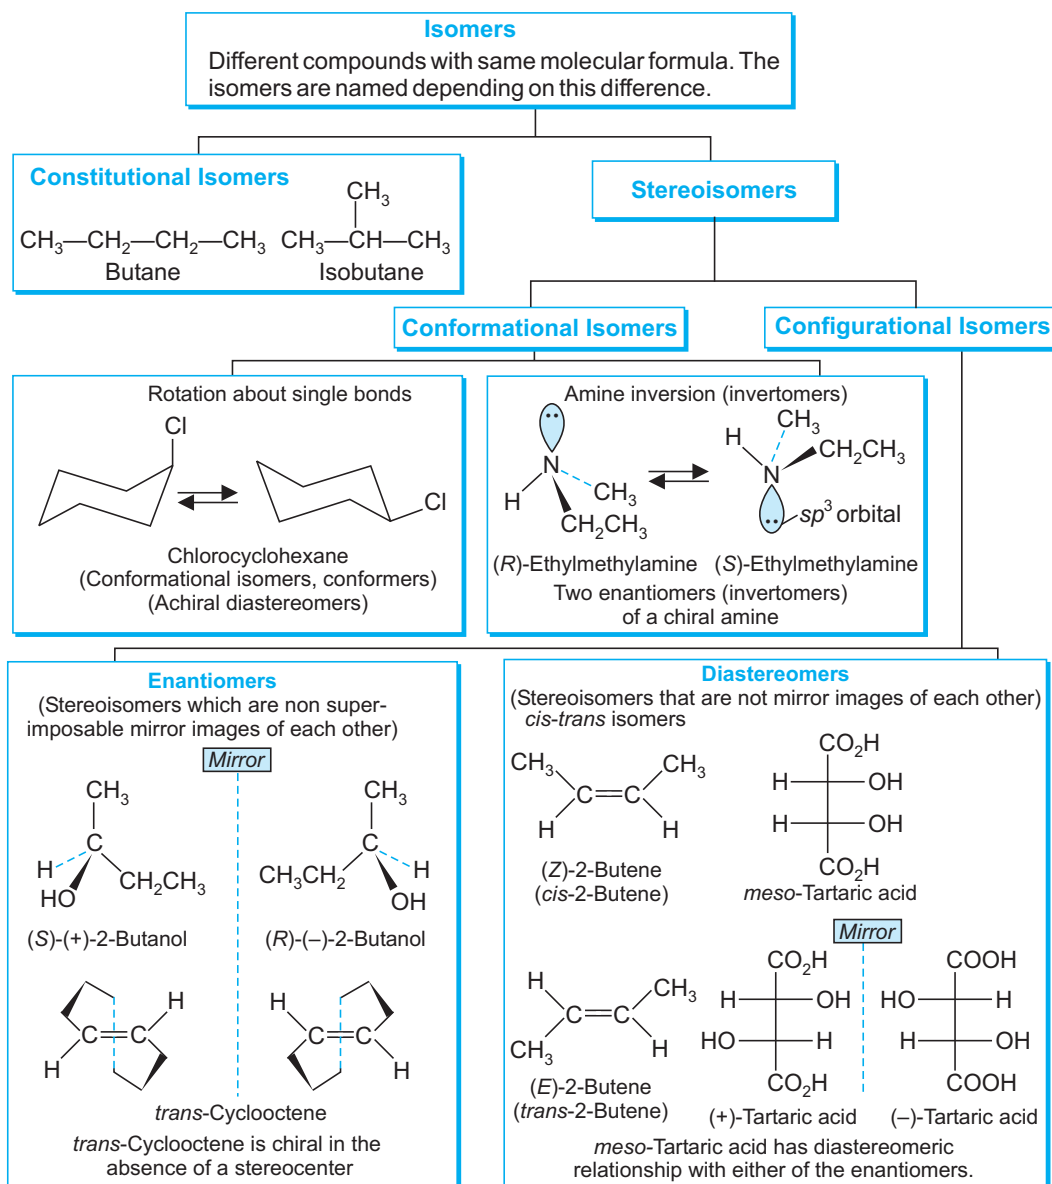 Isomers
Different compounds with same molecular formula. The
isomers are named depending on this difference.
Constitutional Isomers
CH₃
CH₃—CH₂—CH₂—CH₃
CH₃—CH—CH₃
Butane
Isobutane
Stereoisomers
Conformational Isomers
Configurational Isomers
Rotation about single bonds
Cl
Cl
Chlorocyclohexane
(Conformational isomers, conformers)
(Achiral diastereomers)
Amine inversion (invertomers)
N
H
CH₃
CH₂CH₃
CH₃
H
N
CH₂CH₃
sp³ orbital
(R)-Ethylmethylamine
(S)-Ethylmethylamine
Two enantiomers (invertomers)
of a chiral amine
Enantiomers
(Stereoisomers which are non super-
imposable mirror images of each other)
Mirror
CH₃
C
H
HO
CH₂CH₃
CH₃
C
H
CH₃CH₂
OH
(S)-(+)-2-Butanol
(R)-(–)-2-Butanol
H
C=C
H
H
C=C
H
trans-Cyclooctene
trans-Cyclooctene is chiral in the
absence of a stereocenter
Diastereomers
(Stereoisomers that are not mirror images of each other)
cis-trans isomers
CH₃
CH₃
C=C
H
H
(Z)-2-Butene
(cis-2-Butene)
CO₂H
H
OH
H
OH
CO₂H
meso-Tartaric acid
H
CH₃
C=C
CH₃
H
(E)-2-Butene
(trans-2-Butene)
Mirror
CO₂H
H
OH
HO
H
CO₂H
(+)-Tartaric acid
COOH
HO
H
H
OH
COOH
(–)-Tartaric acid
meso-Tartaric acid has diastereomeric
relationship with either of the enantiomers.